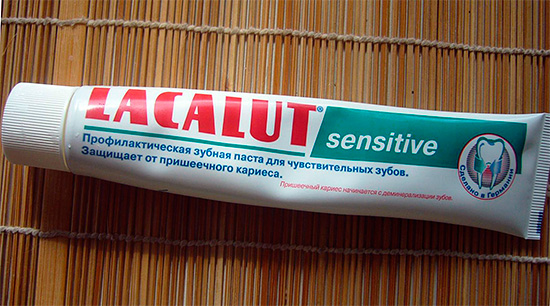 LACALUT®
sensitive
Профилактическая зубная паста для чувствительных зубов.
Защищает от пришеечного кариеса.
Пришеечный кариес начинается с деминерализации зубов.
Сделано в Германии